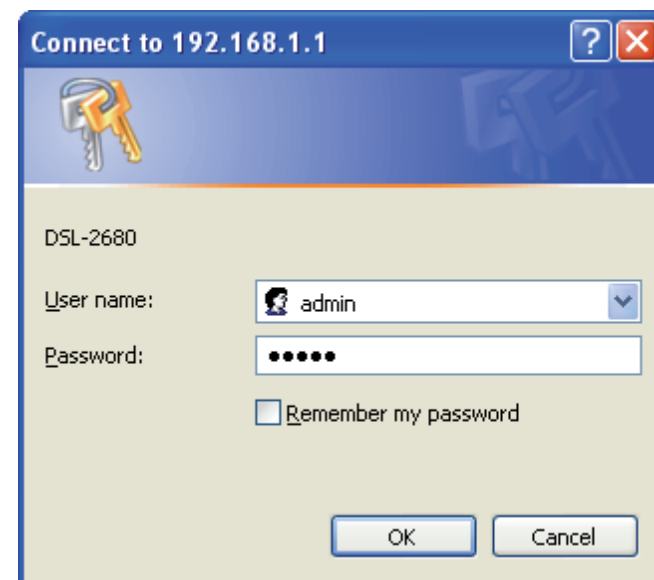 Connect to 192.168.1.1
DSL-2680
User name: admin
Password: •••••
Remember my password
OK Cancel